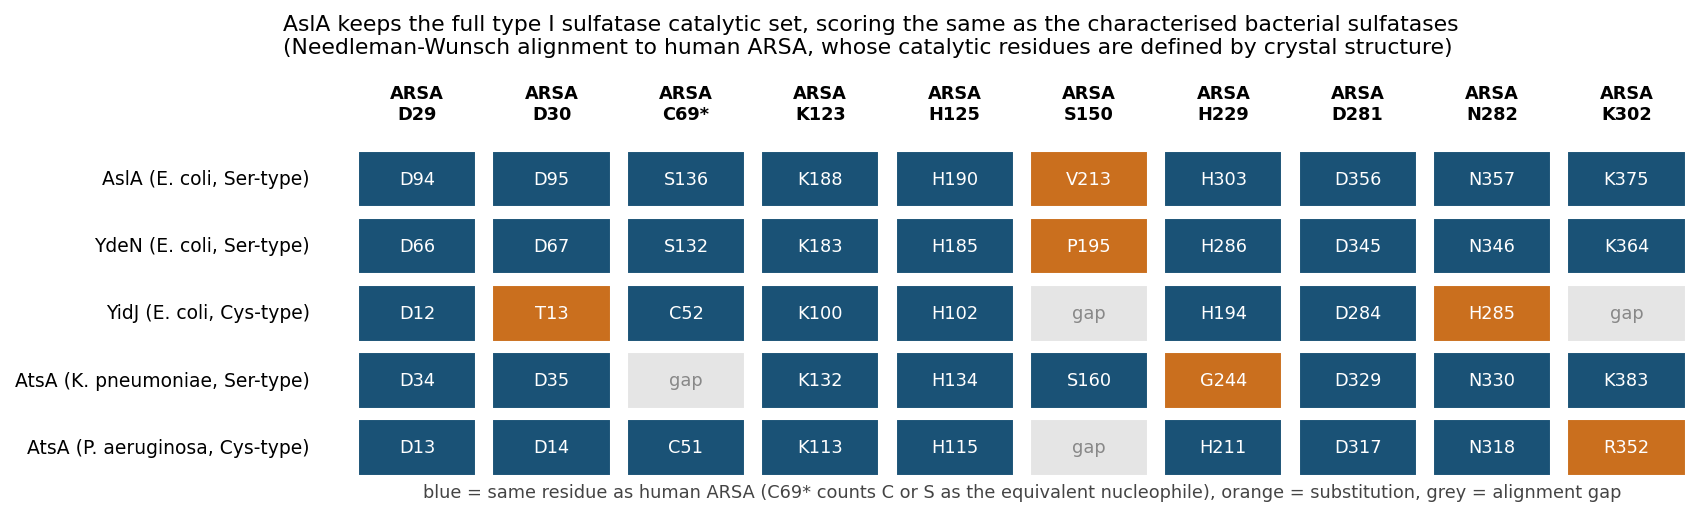 AslA keeps the full type I sulfatase catalytic set, scoring the same as the characterised bacterial sulfatases
(Needleman-Wunsch alignment to human ARSA, whose catalytic residues are defined by crystal structure)
ARSA ARSA ARSA ARSA ARSA ARSA ARSA ARSA ARSA ARSA
D29 D30 C69* K123 H125 S150 H229 D281 N282 K302
AslA (E. coli, Ser-type) D94 D95 S136 K188 H190 V213 H303 D356 N357 K375
YdeN (E. coli, Ser-type) D66 D67 S132 K183 H185 P195 H286 D345 N346 K364
YidJ (E. coli, Cys-type) D12 T13 C52 K100 H102 gap H194 D284 H285 gap
AtsA (K. pneumoniae, Ser-type) D34 D35 gap K132 H134 S160 G244 D329 N330 K383
AtsA (P. aeruginosa, Cys-type) D13 D14 C51 K113 H115 gap H211 D317 N318 R352
blue = same residue as human ARSA (C69* counts C or S as the equivalent nucleophile), orange = substitution, grey = alignment gap